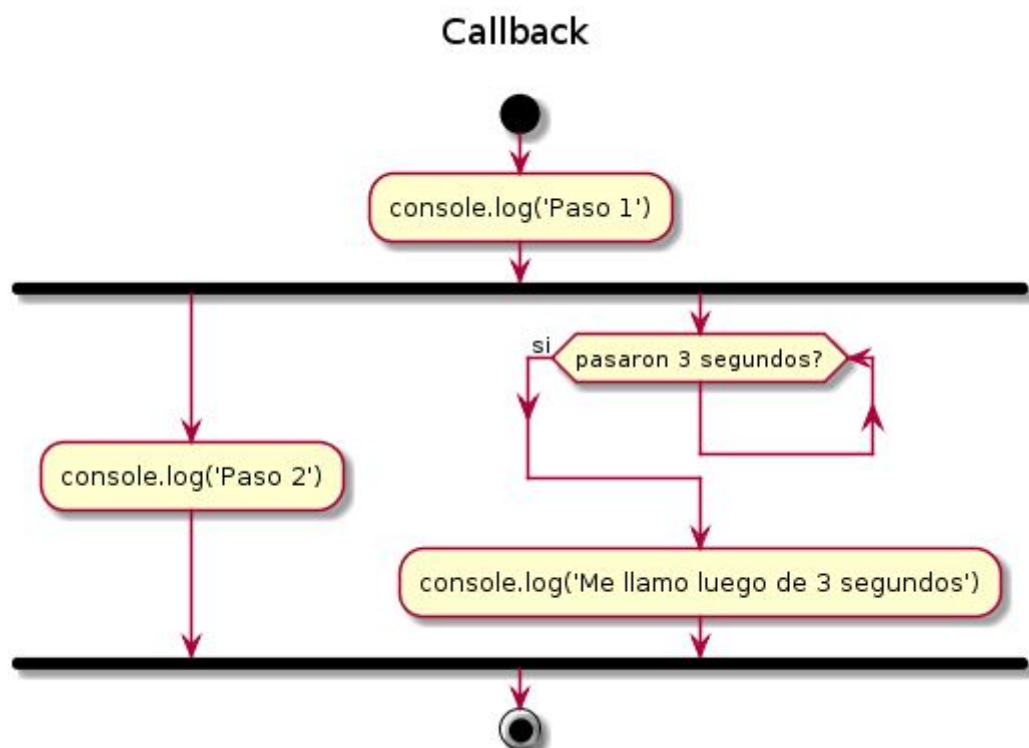 Callback
console.log('Paso 1')
si
pasaron 3 segundos?
console.log('Paso 2')
console.log('Me llamo luego de 3 segundos')